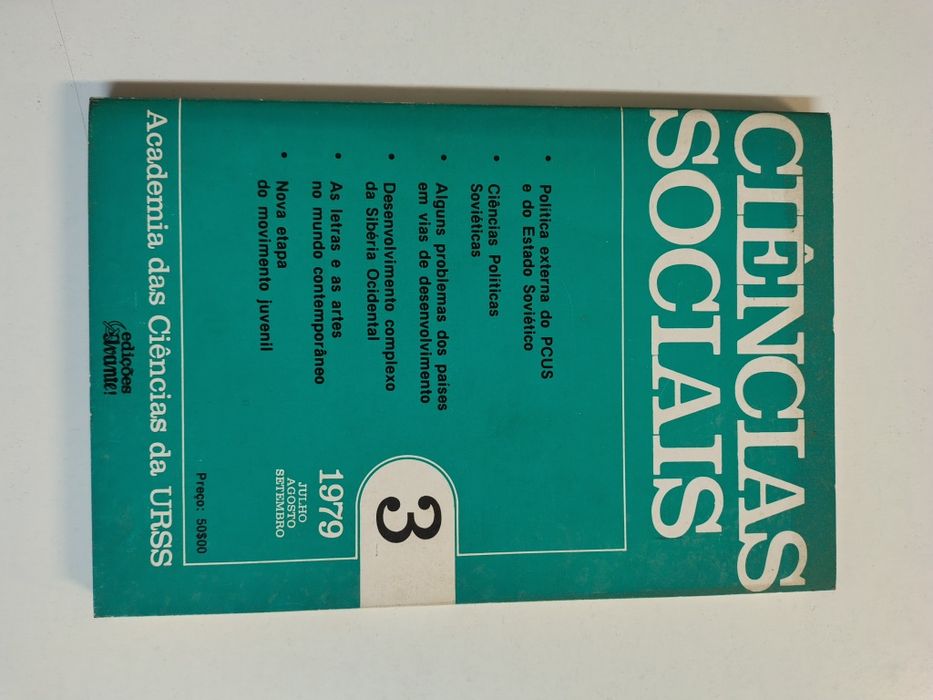 CIÊNCIAS
SOCIAIS
• Política externa do PCUS
e do Estado Soviético
• Ciências Políticas
Soviéticas
• Alguns problemas dos países
em vias de desenvolvimento
• Desenvolvimento complexo
da Sibéria Ocidental
• As letras e as artes
no mundo contemporâneo
• Nova etapa
do movimento juvenil
3
1979
JULHO
AGOSTO
SETEMBRO
Preço: 50$00
Academia das Ciências da URSS
edições
Avante!